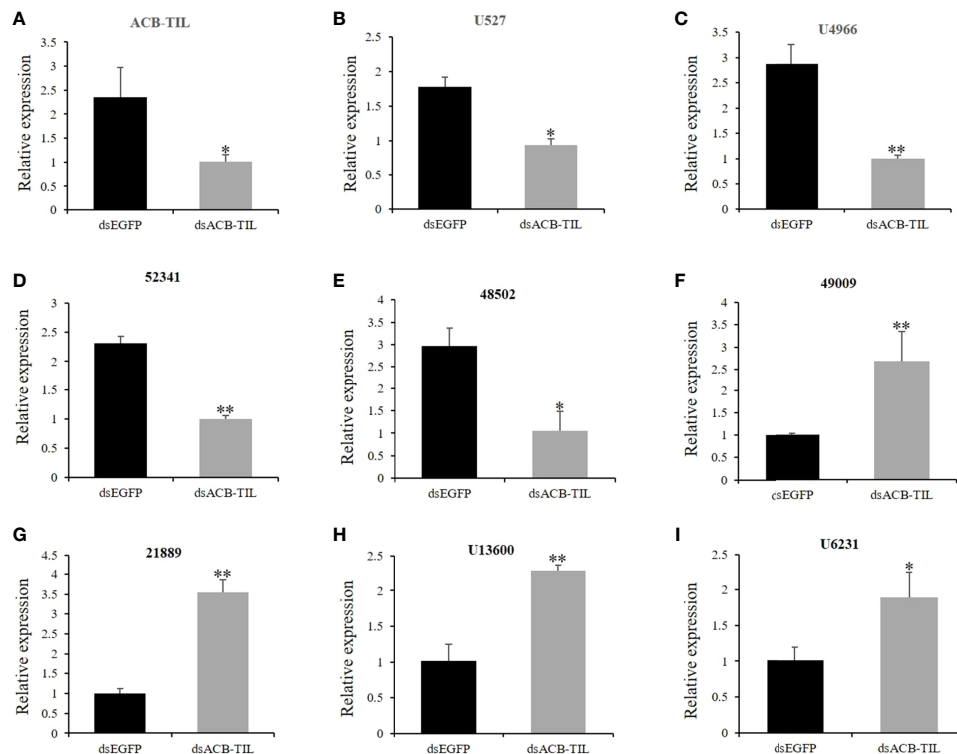 A
ACB-TIL
Relative expression
3.5
3
2.5
2
1.5
1
0.5
0
*
dsEGFP
dsACB-TIL
B
U527
Relative expression
2.5
2
1.5
1
0.5
0
*
dsEGFP
dsACB-TIL
C
U4966
Relative expression
3.5
3
2.5
2
1.5
1
0.5
0
**
dsEGFP
dsACB-TIL
D
52341
Relative expression
3
2.5
2
1.5
1
0.5
0
**
dsEGFP
dsACB-TIL
E
48502
Relative expression
4
3.5
3
2.5
2
1.5
1
0.5
0
*
dsEGFP
dsACB-TIL
F
49009
Relative expression
4
3.5
3
2.5
2
1.5
1
0.5
0
**
csEGFP
dsACB-TIL
G
21889
Relative expression
4.5
4
3.5
3
2.5
2
1.5
1
0.5
0
**
dsEGFP
dsACB-TIL
H
U13600
Relative expression
2.5
2
1.5
1
0.5
0
**
dsEGFP
dsACB-TIL
I
U6231
Relative expression
2.5
2
1.5
1
0.5
0
*
dsEGFP
dsACB-TIL